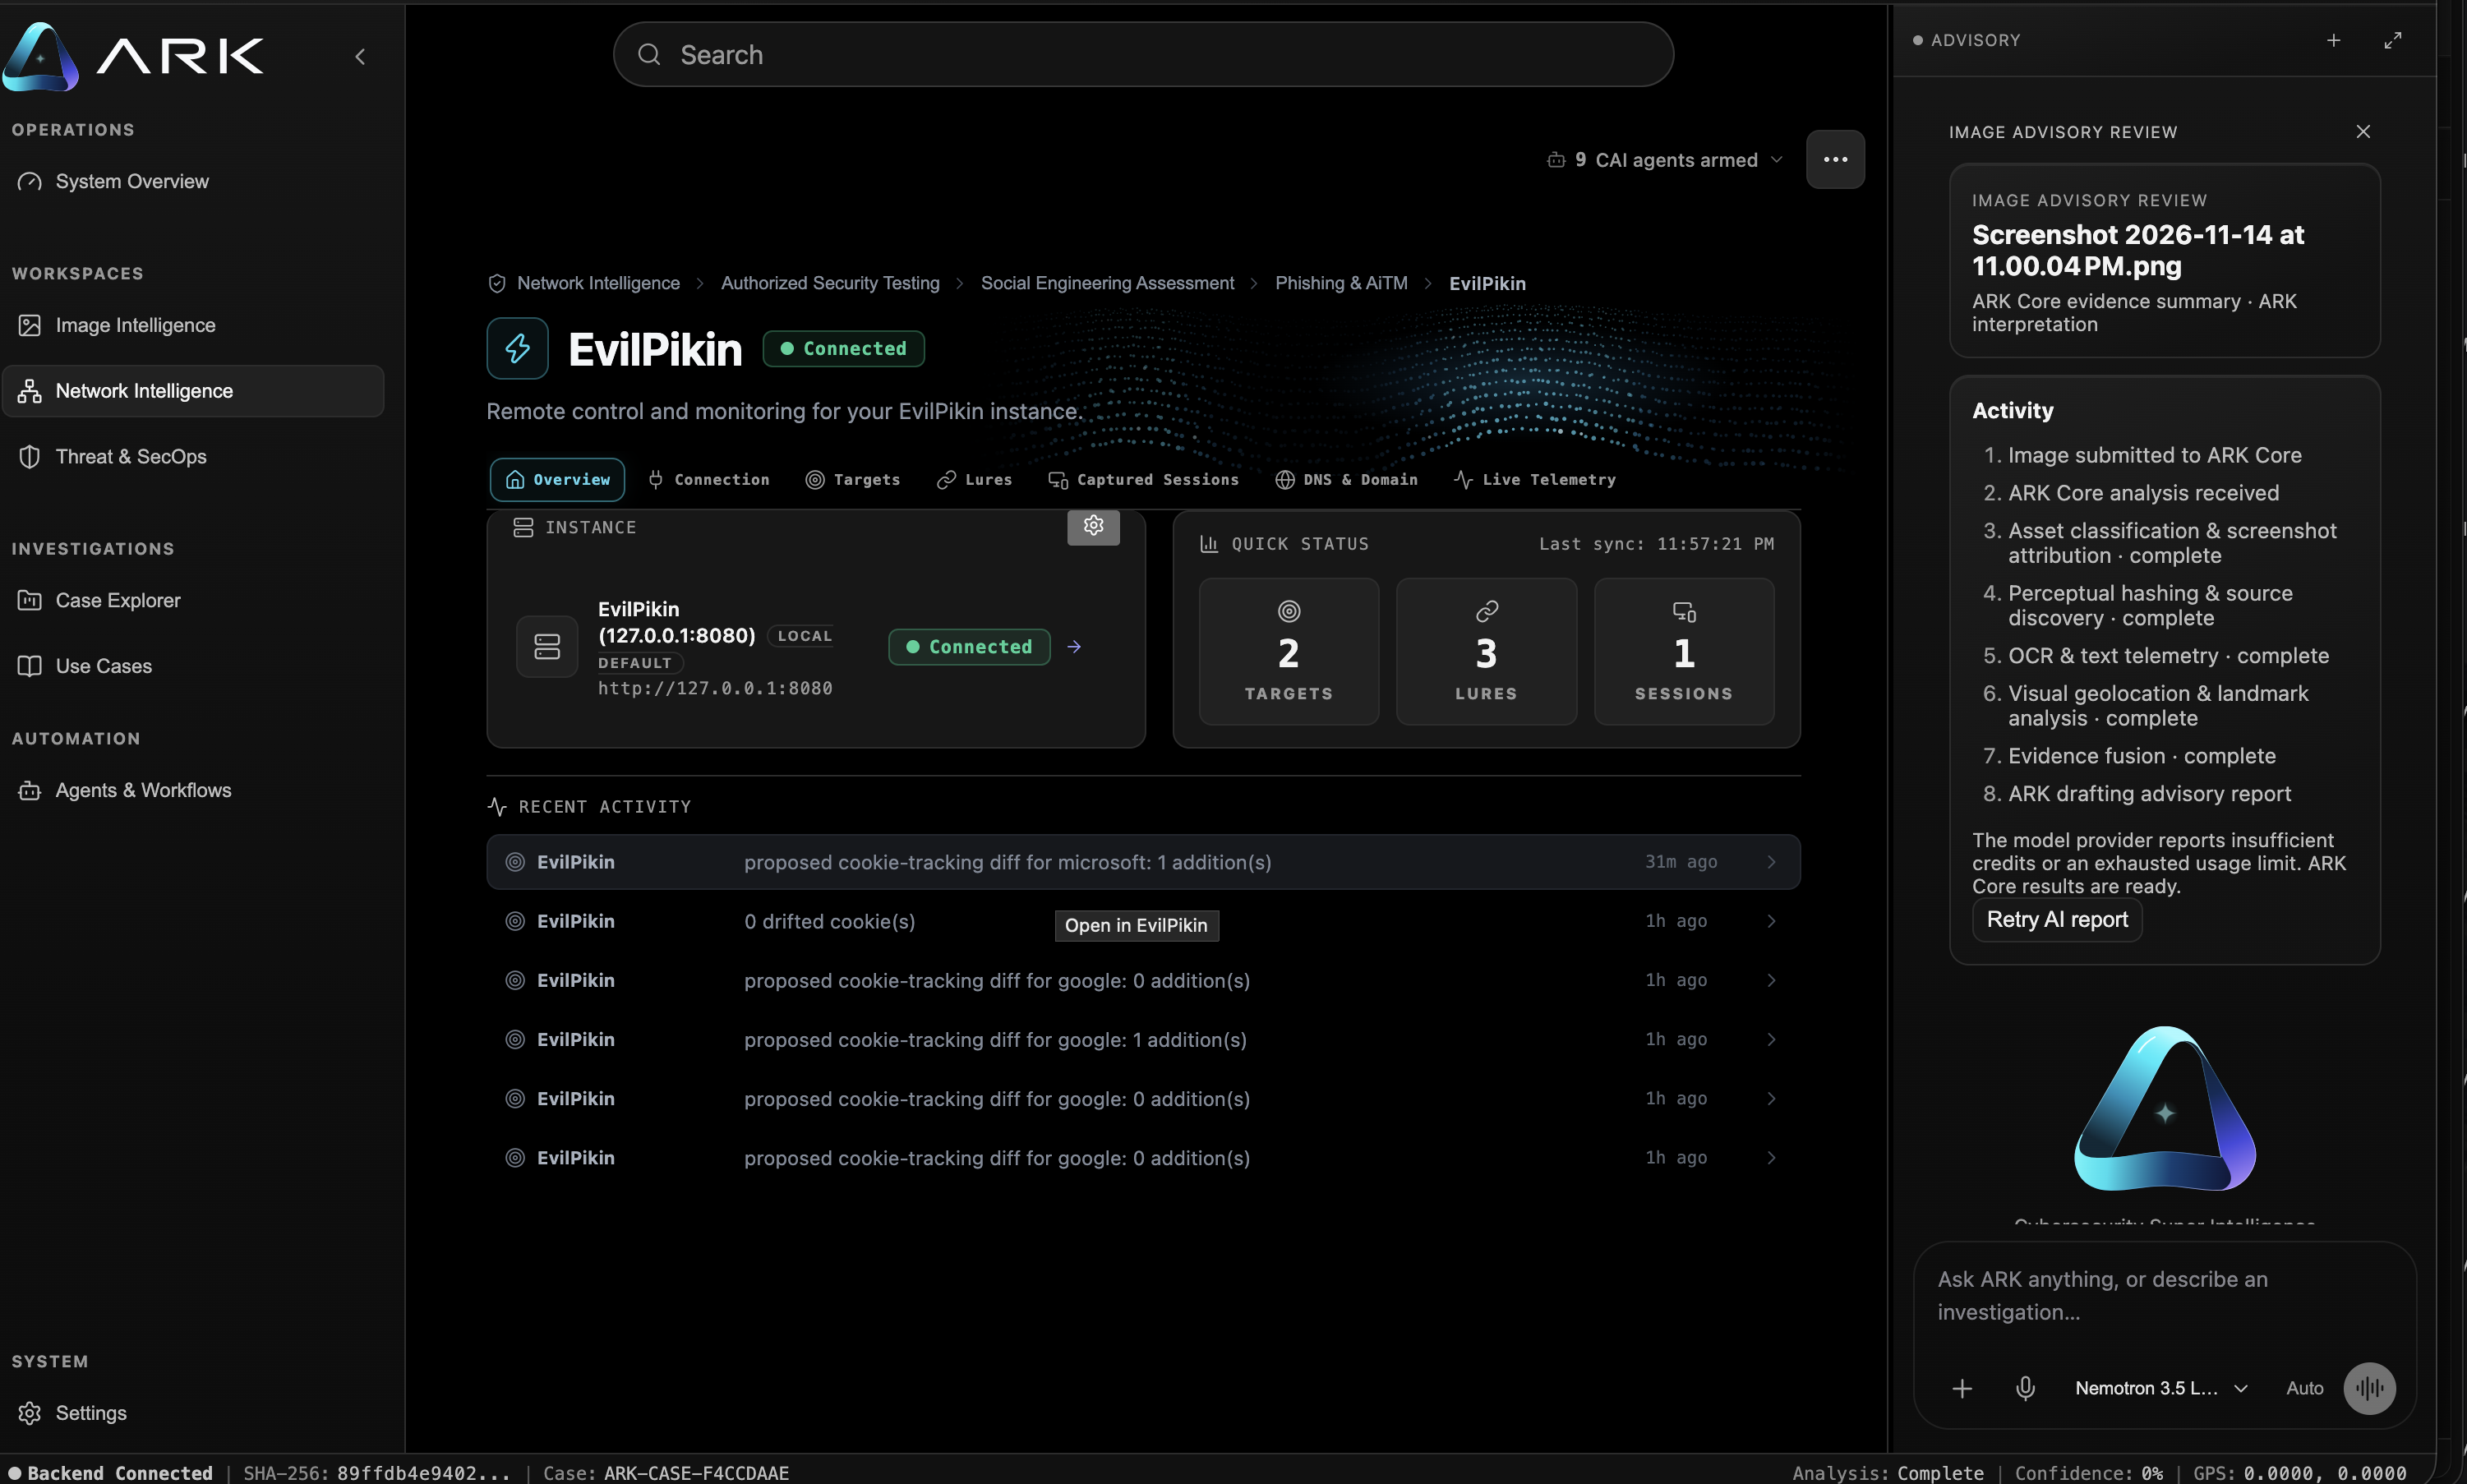 ARK
OPERATIONS
System Overview
WORKSPACES
Image Intelligence
Network Intelligence
Threat & SecOps
INVESTIGATIONS
Case Explorer
Use Cases
AUTOMATION
Agents & Workflows
SYSTEM
Settings
Search
9 CAI agents armed
Network Intelligence
Authorized Security Testing
Social Engineering Assessment
Phishing & AiTM
EvilPikin
EvilPikin
Connected
Remote control and monitoring for your EvilPikin instance.
Overview
Connection
Targets
Lures
Captured Sessions
DNS & Domain
Live Telemetry
INSTANCE
EvilPikin
(127.0.0.1:8080) LOCAL
DEFAULT
http://127.0.0.1:8080
Connected
QUICK STATUS
Last sync: 11:57:21 PM
2
TARGETS
3
LURES
1
SESSIONS
RECENT ACTIVITY
EvilPikin proposed cookie-tracking diff for microsoft: 1 addition(s) 31m ago
EvilPikin 0 drifted cookie(s) 1h ago
Open in EvilPikin
EvilPikin proposed cookie-tracking diff for google: 0 addition(s) 1h ago
EvilPikin proposed cookie-tracking diff for google: 1 addition(s) 1h ago
EvilPikin proposed cookie-tracking diff for google: 0 addition(s) 1h ago
EvilPikin proposed cookie-tracking diff for google: 0 addition(s) 1h ago
ADVISORY
IMAGE ADVISORY REVIEW
IMAGE ADVISORY REVIEW
Screenshot 2026-11-14 at
11.00.04 PM.png
ARK Core evidence summary · ARK
interpretation
Activity
1. Image submitted to ARK Core
2. ARK Core analysis received
3. Asset classification & screenshot
attribution · complete
4. Perceptual hashing & source
discovery · complete
5. OCR & text telemetry · complete
6. Visual geolocation & landmark
analysis · complete
7. Evidence fusion · complete
8. ARK drafting advisory report
The model provider reports insufficient
credits or an exhausted usage limit. ARK
Core results are ready.
Retry AI report
Cybersecurity Super Intelligence
Ask ARK anything, or describe an
investigation...
Nemotron 3.5 L...
Auto
Backend Connected | SHA-256: 89ffdb4e9402... | Case: ARK-CASE-F4CCDAAE
Analysis: Complete | Confidence: 0% | GPS: 0.0000, 0.0000